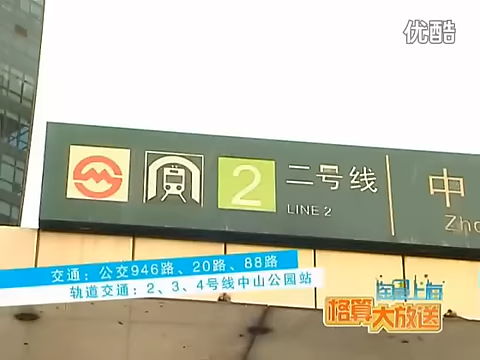 优酷
2 二号线 中
LINE 2 Zho
交通：公交946路、20路、88路
轨道交通：2、3、4号线中山公园站
上海
格算大放送